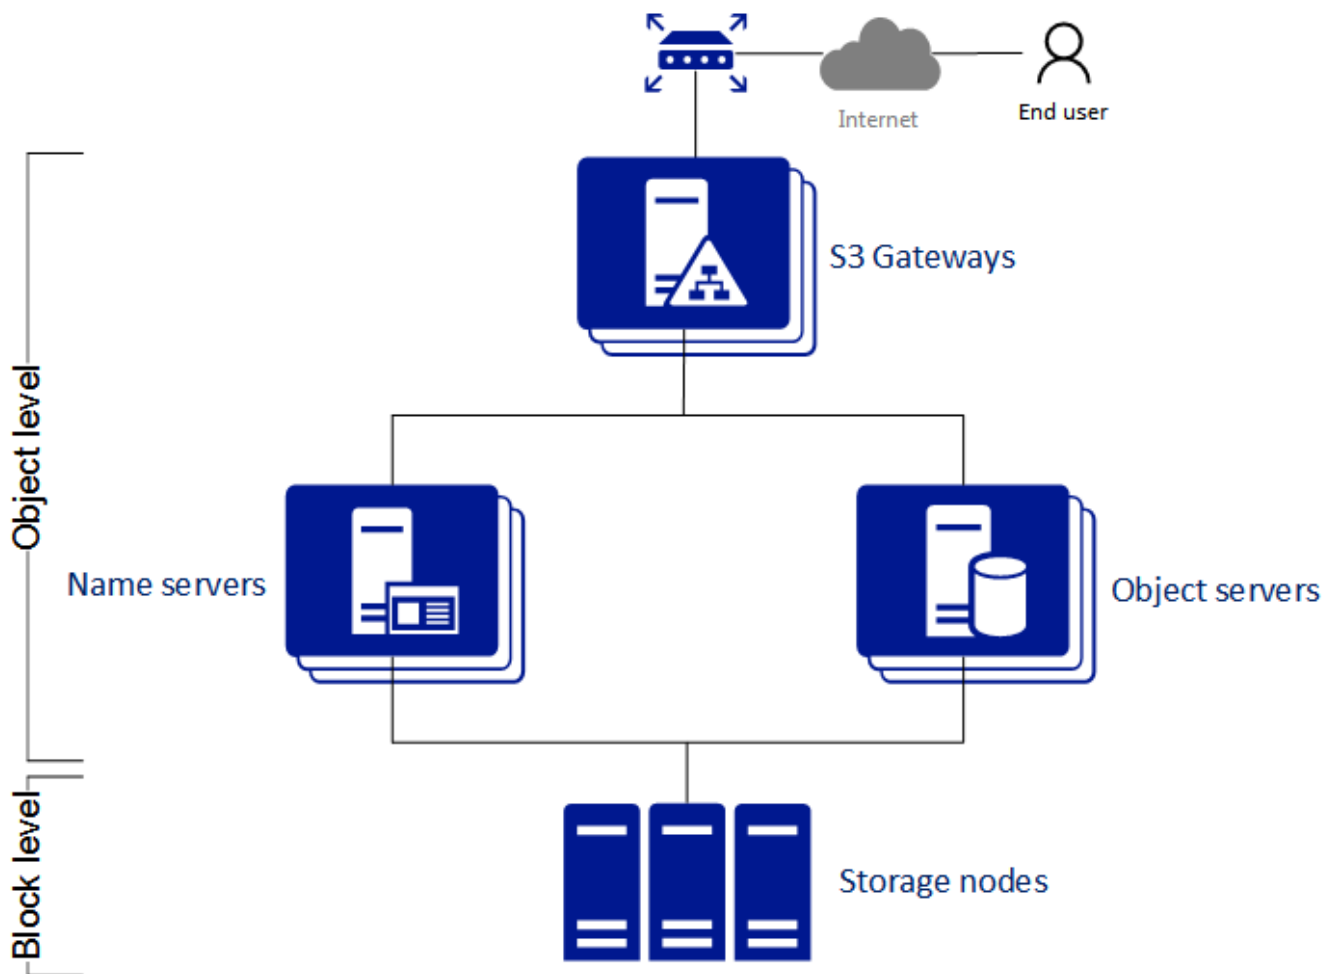 Internet
End user
S3 Gateways
Object level
Name servers
Object servers
Block level
Storage nodes